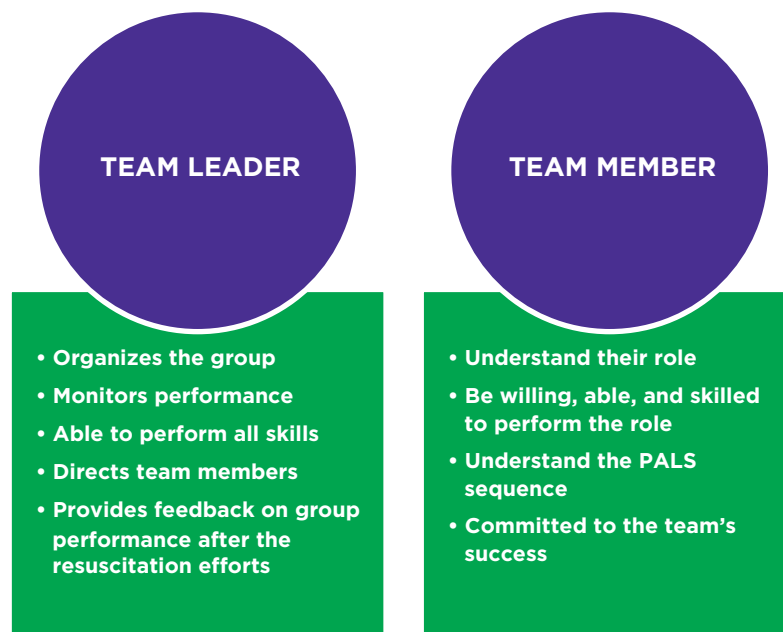 TEAM LEADER
• Organizes the group
• Monitors performance
• Able to perform all skills
• Directs team members
• Provides feedback on group
performance after the
resuscitation efforts
TEAM MEMBER
• Understand their role
• Be willing, able, and skilled
to perform the role
• Understand the PALS
sequence
• Committed to the team’s
success